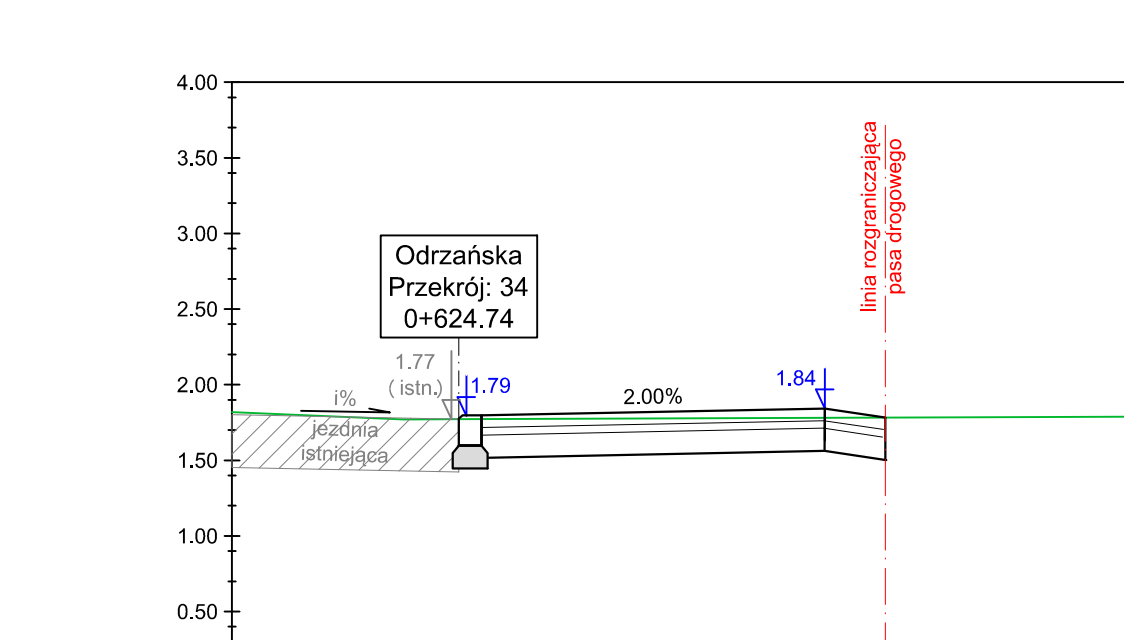 4.00
3.50
3.00
2.50
2.00
1.50
1.00
0.50
Odrzańska
Przekrój: 34
0+624.74
1.77
( istn.)
1.79
i%
jezdnia
istniejąca
2.00%
1.84
linia rozgraniczająca
pasa drogowego